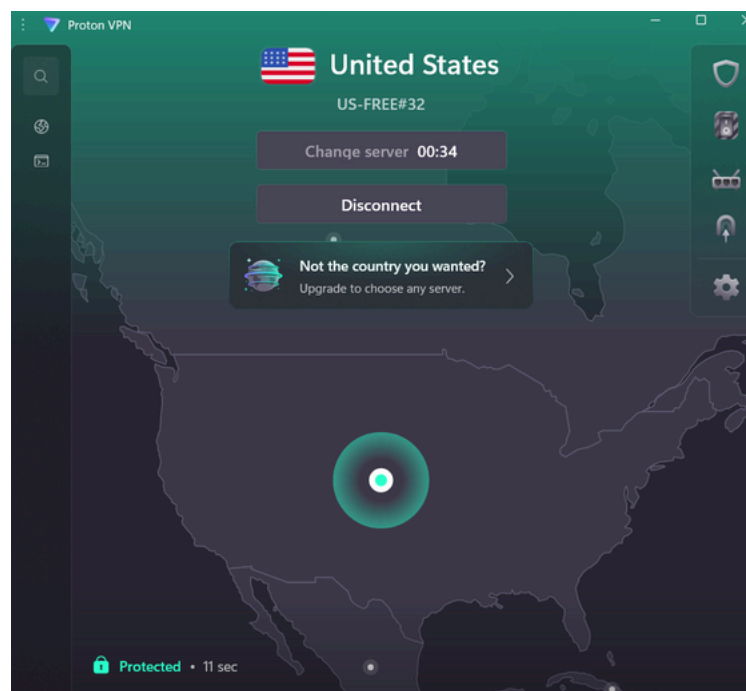 Proton VPN
United States
US-FREE#32
Change server 00:34
Disconnect
Not the country you wanted?
Upgrade to choose any server.
Protected • 11 sec